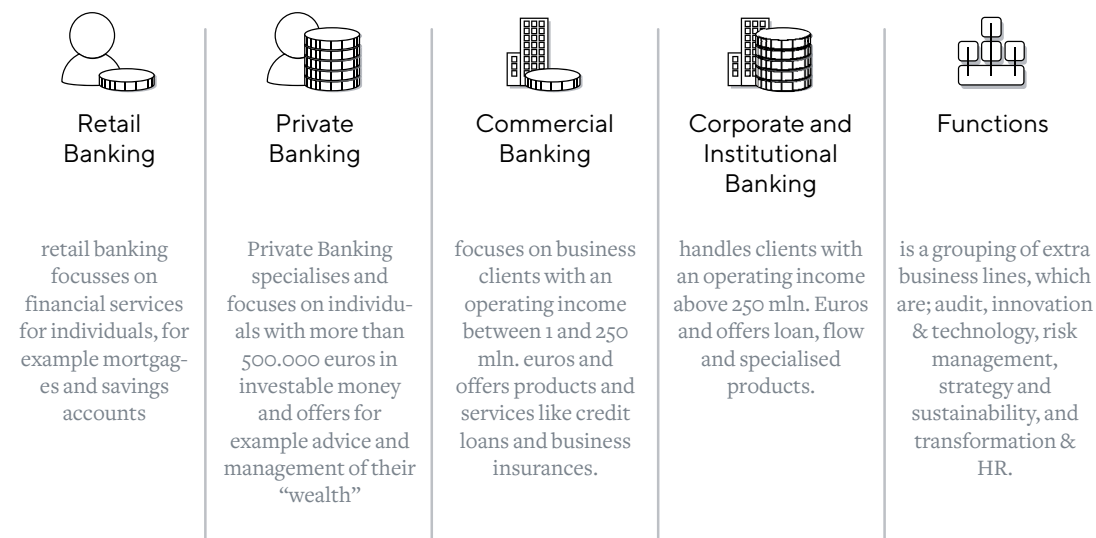 Retail
Banking
retail banking
focusses on
financial services
for individuals, for
example mortgag-
es and savings
accounts
Private
Banking
Private Banking
specialises and
focuses on individu-
als with more than
500.000 euros in
investable money
and offers for
example advice and
management of their
“wealth”
Commercial
Banking
focuses on business
clients with an
operating income
between 1 and 250
mln. euros and
offers products and
services like credit
loans and business
insurances.
Corporate and
Institutional
Banking
handles clients with
an operating income
above 250 mln. Euros
and offers loan, flow
and specialised
products.
Functions
is a grouping of extra
business lines, which
are; audit, innovation
& technology, risk
management,
strategy and
sustainability, and
transformation &
HR.